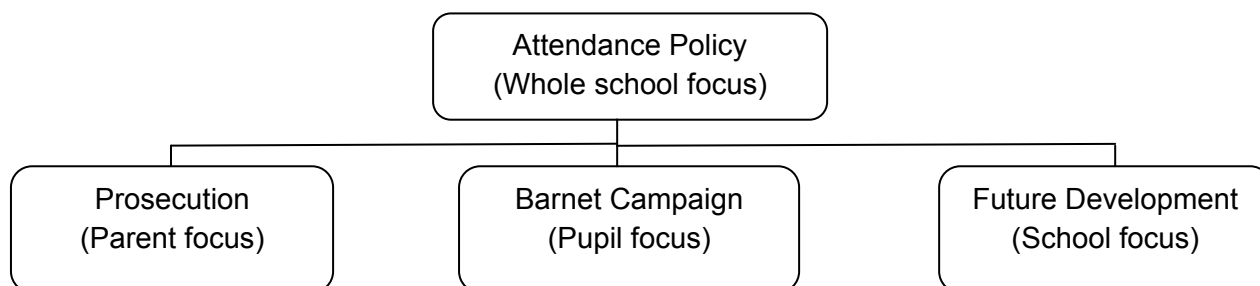 Attendance Policy
(Whole school focus)
Prosecution
(Parent focus)
Barnet Campaign
(Pupil focus)
Future Development
(School focus)